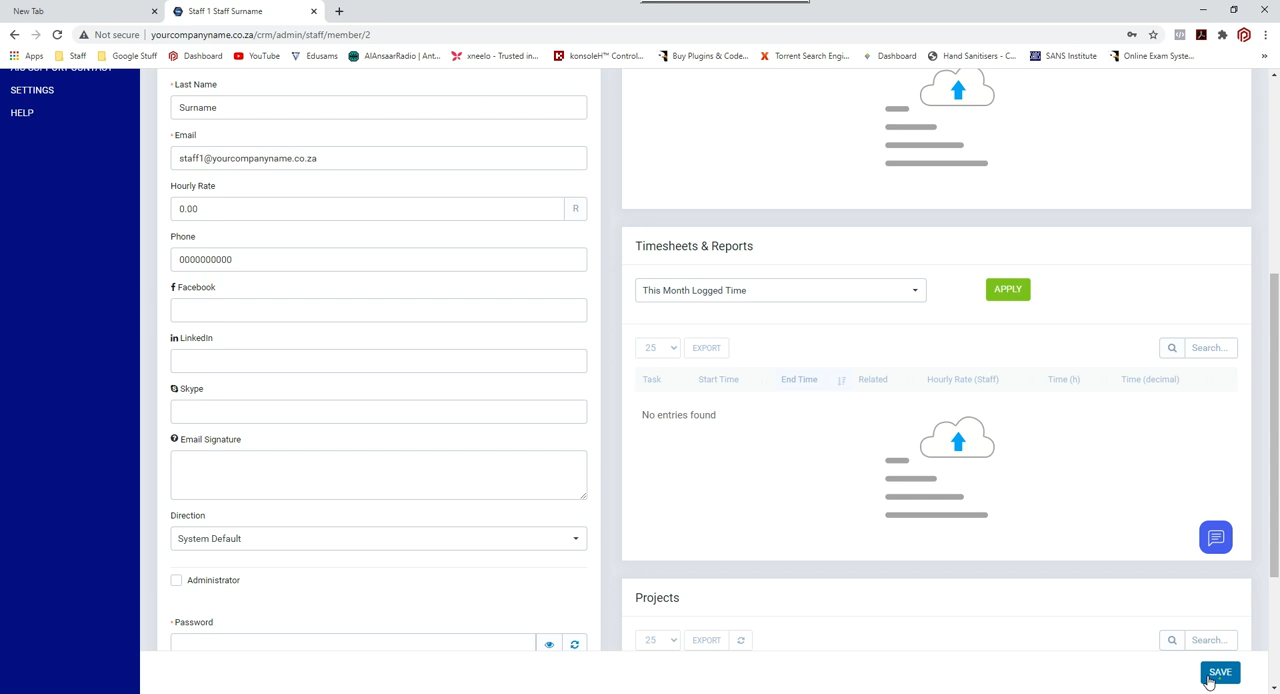 New Tab
Staff 1 Staff Surname
Not secure | yourcompanyname.co.za/crm/admin/staff/member/2
Apps Staff Google Stuff Dashboard YouTube Edusams AlAnsaarRadio | Ant... xneelo - Trusted in... konsoleH™ Control... Buy Plugins & Code... Torrent Search Engi... Dashboard Hand Sanitisers - C... SANS Institute Online Exam Syste... »
SETTINGS
HELP
Last Name
Surname
Email
staff1@yourcompanyname.co.za
Hourly Rate
0.00 R
Phone
0000000000
Facebook
LinkedIn
Skype
Email Signature
Direction
System Default
Administrator
Password
Timesheets & Reports
This Month Logged Time
APPLY
25 EXPORT Search...
Task Start Time End Time Related Hourly Rate (Staff) Time (h) Time (decimal)
No entries found
Projects
25 EXPORT Search...
SAVE